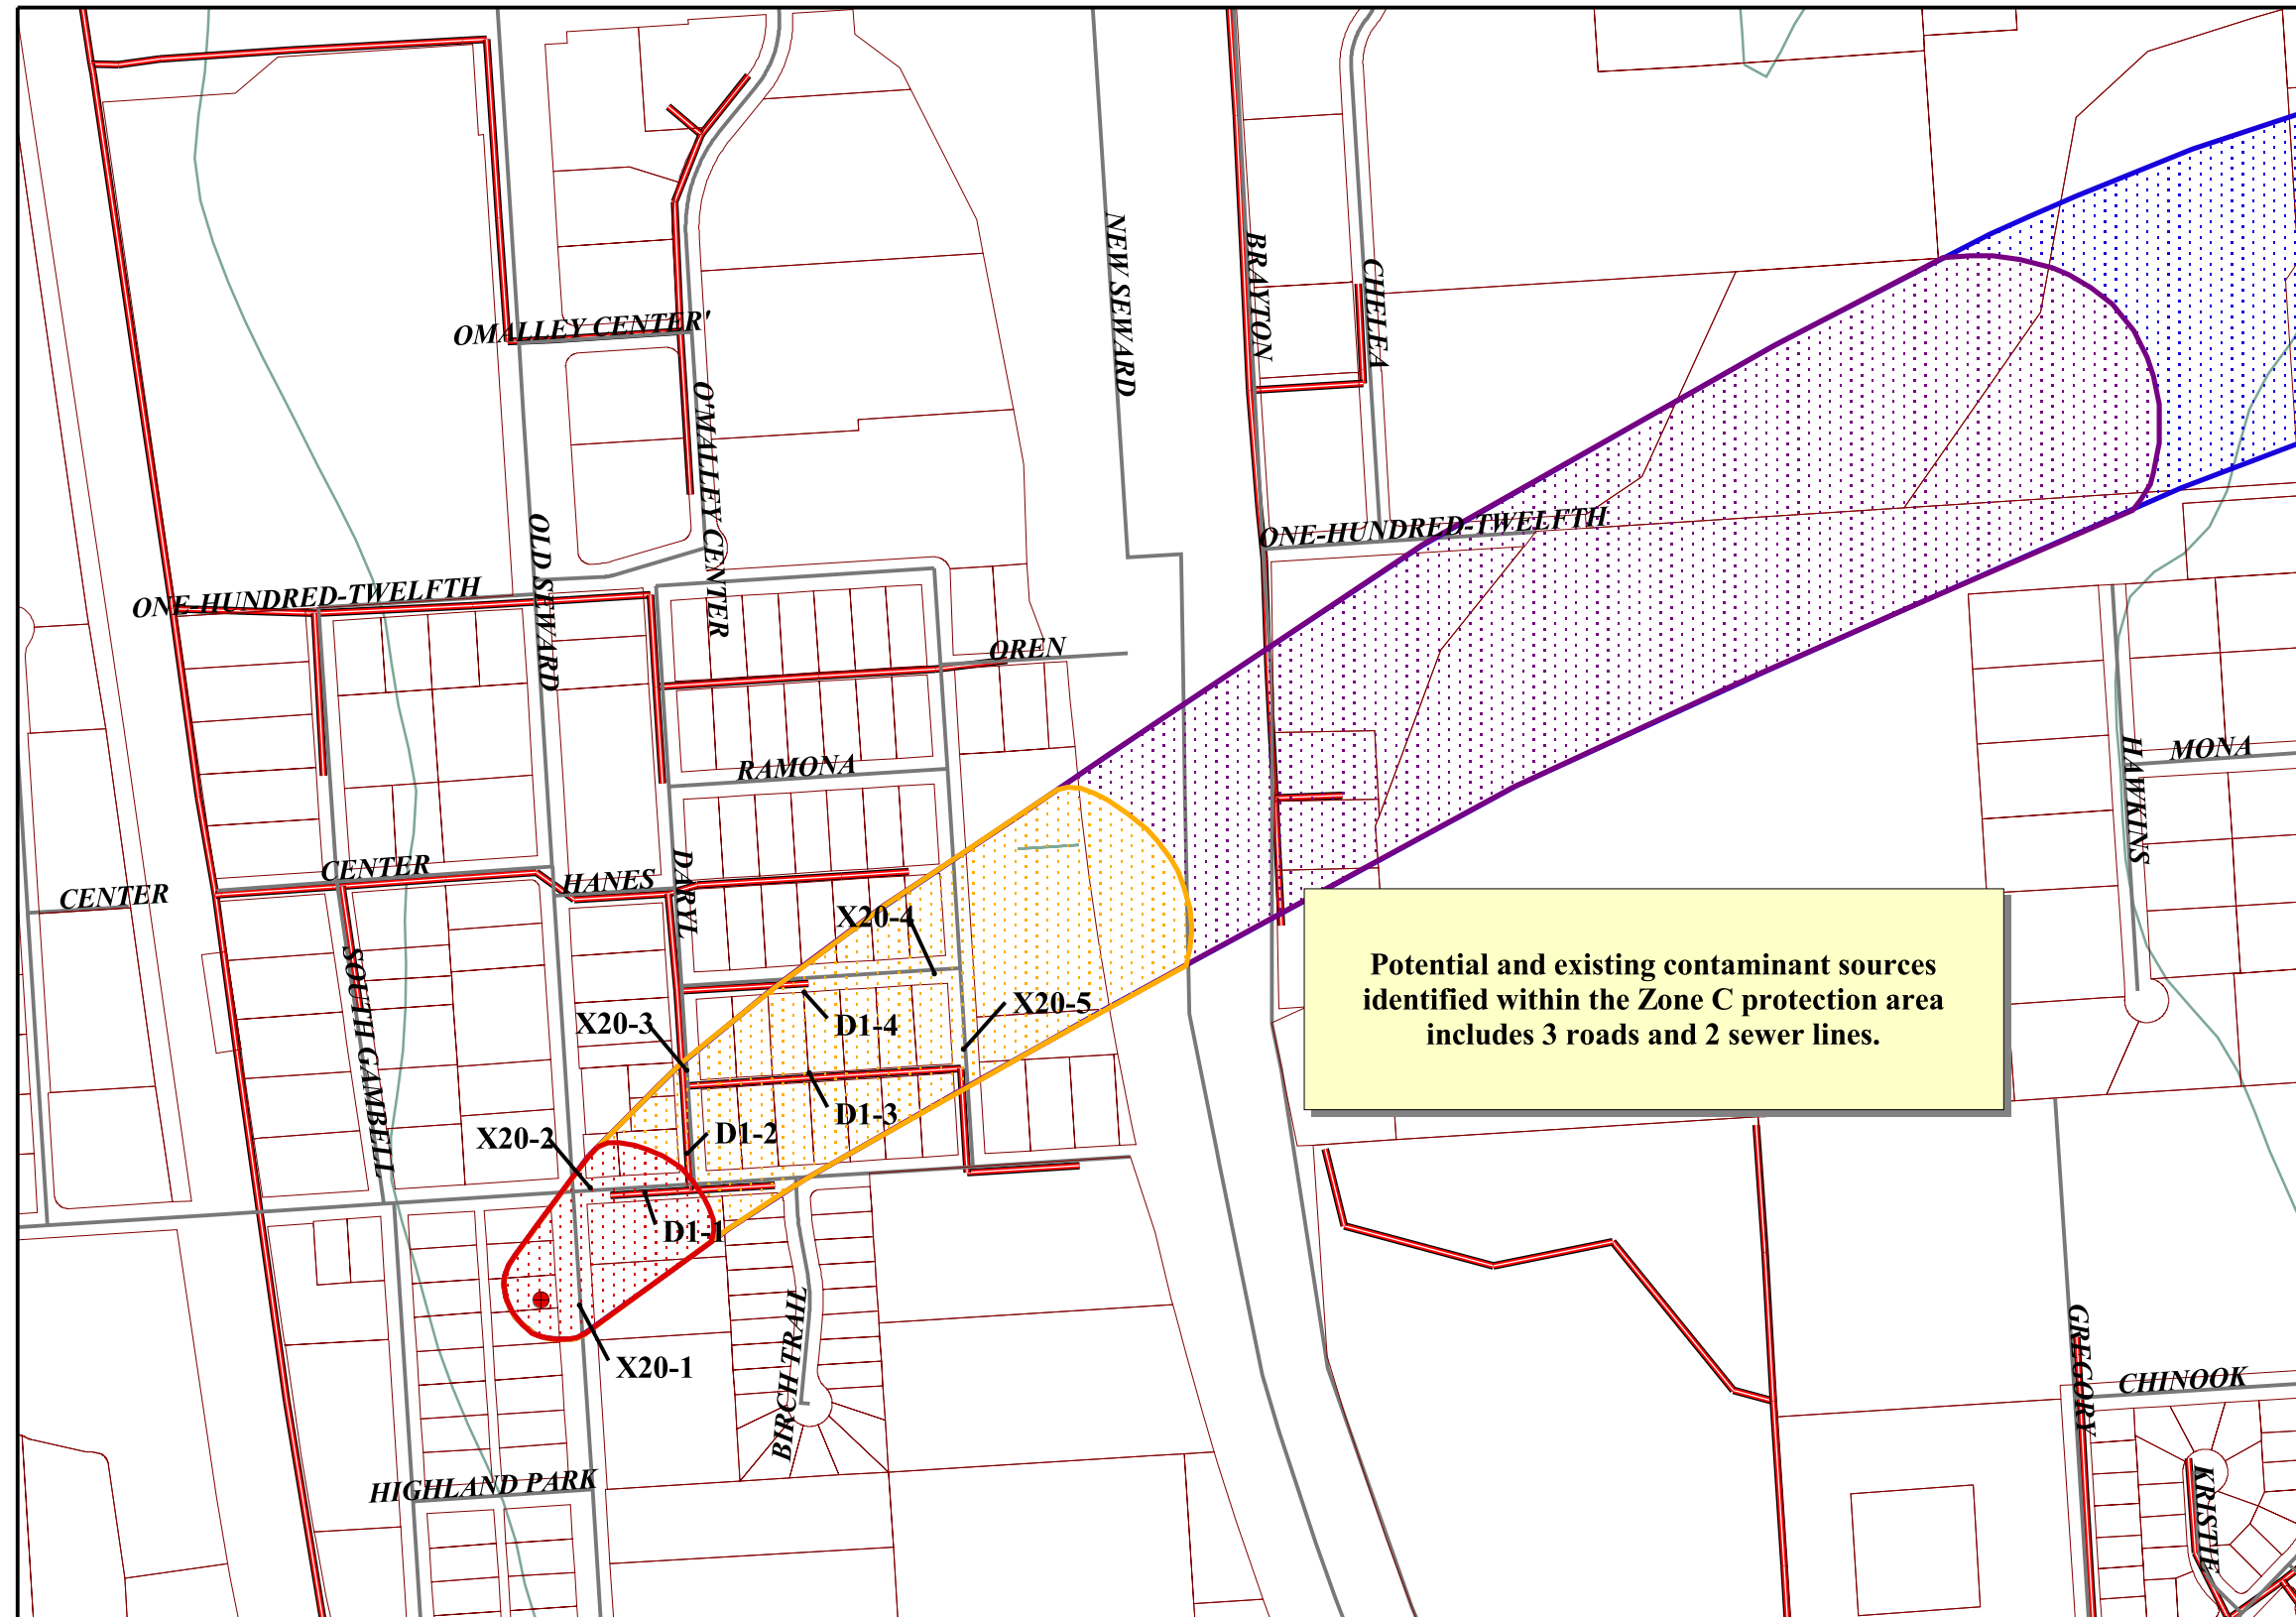 NEW SEWARD
BRAYTON
CHELEA
OMALLEY CENTER'
O'MALLEY CENTER
OLD SEWARD
ONE-HUNDRED-TWELFTH
ONE-HUNDRED-TWELFTH
OREN
RAMONA
MONA
HAWKINS
CENTER
CENTER
HANES
DARYL
X20-4
SOUTH GAMBELL
X20-3
D1-4
X20-5
Potential and existing contaminant sources
identified within the Zone C protection area
includes 3 roads and 2 sewer lines.
D1-3
X20-2
D1-2
D1-1
X20-1
BIRCH TRAIL
GREGORY
CHINOOK
HIGHLAND PARK
KRISTIE